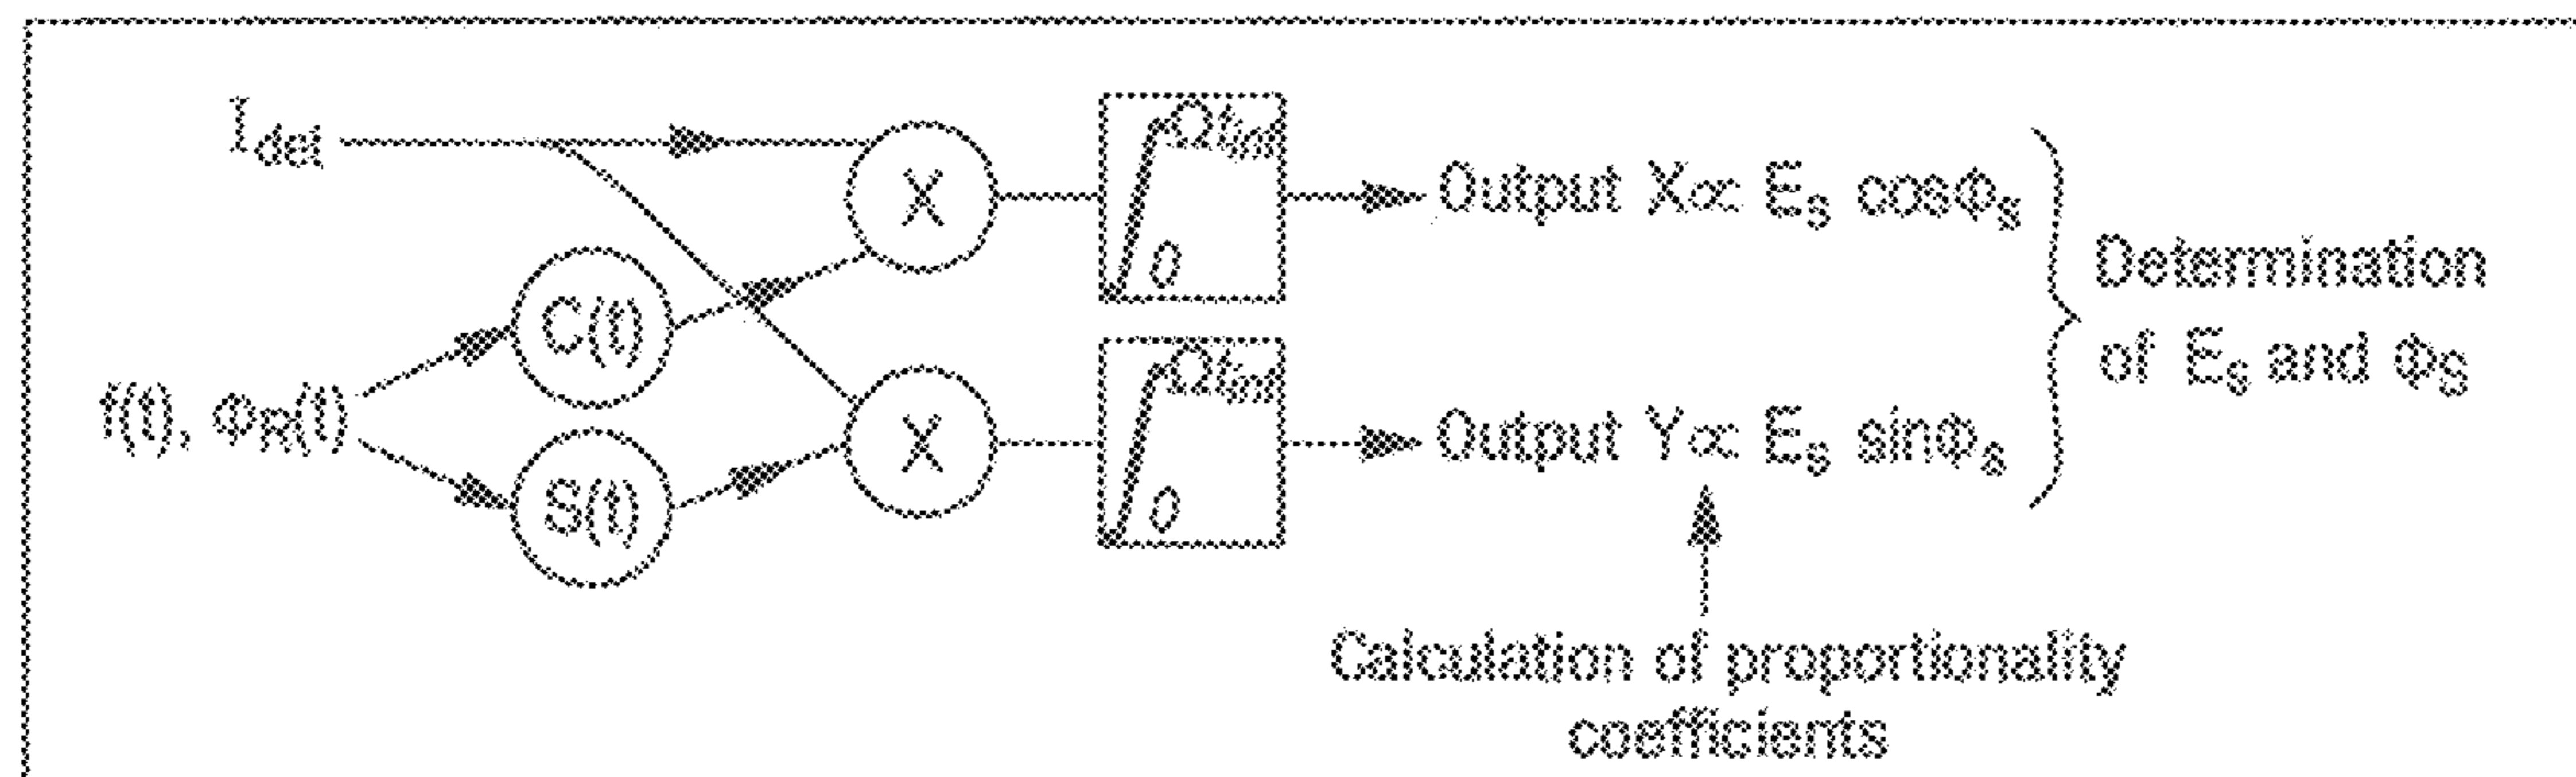 I_det
X
Output X∝ E_s cosΦ_s
C(t)
0
Determination
of E_s and Φ_s
f(t), φ_R(t)
S(t)
X
0
Output Y∝ E_s sinΦ_s
Calculation of proportionality
coefficients